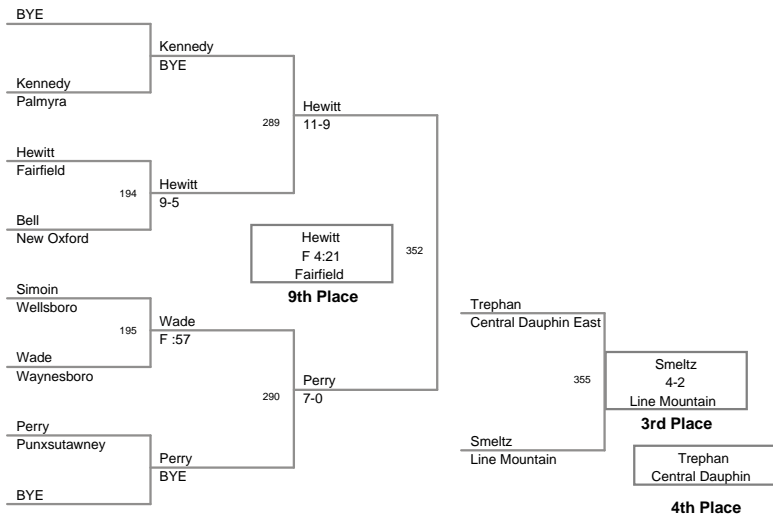 BYE
Kennedy
BYE
Kennedy
Palmyra
Hewitt
11-9
289
Hewitt
Fairfield
194
Hewitt
9-5
Bell
New Oxford
Hewitt
F 4:21
Fairfield
9th Place
352
Simoin
Wellsboro
195
Wade
F :57
Wade
Waynesboro
290
Perry
7-0
Perry
Punxsutawney
Perry
BYE
BYE
Trephan
Central Dauphin East
355
Smeltz
4-2
Line Mountain
3rd Place
Smeltz
Line Mountain
Trephan
Central Dauphin
4th Place